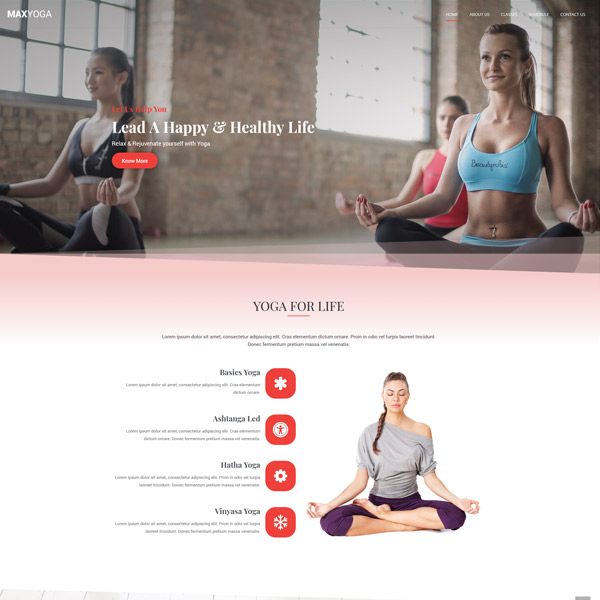 MAXYOGA
HOME ABOUT US CLASSES SCHEDULE CONTACT US
Let's Help You
Lead A Happy & Healthy Life
Relax & Rejuvenate yourself with Yoga
Know More
Beautyrobics
YOGA FOR LIFE
Lorem ipsum dolor sit amet, consectetur adipiscing elit. Cras elementum dictum ornare. Proin in odio vel turpis laoreet tincidunt.
Donec fermentum massa vel venenatis.
Basics Yoga
Lorem ipsum dolor sit amet, consectetur adipiscing elit. Cras elementum
dictum ornare.
Ashtanga Led
Lorem ipsum dolor sit amet, consectetur adipiscing elit. Cras elementum
dictum ornare. Donec fermentum massa vel venenatis.
Hatha Yoga
Lorem ipsum dolor sit amet, consectetur adipiscing elit. Proin in odio vel turpis
laoreet tincidunt. Donec fermentum massa vel venenatis.
Vinyasa Yoga
Lorem ipsum dolor sit amet, consectetur adipiscing elit. Proin in odio vel turpis
laoreet tincidunt. Donec fermentum massa vel venenatis.